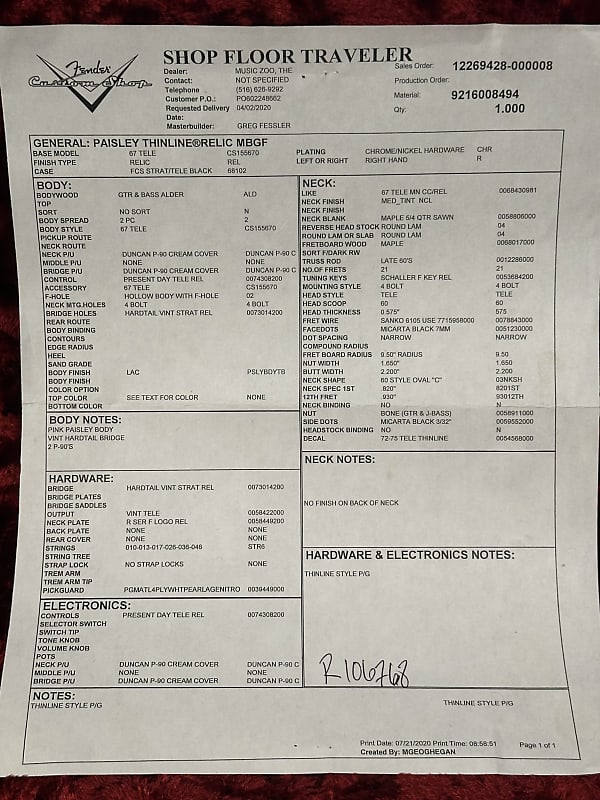 Fender
Custom Shop
SHOP FLOOR TRAVELER
Dealer: MUSIC ZOO, THE
Contact: NOT SPECIFIED
Telephone (516) 626-9292
Customer P.O.: PO602248662
Requested Delivery Date: 04/02/2020
Masterbuilder: GREG FESSLER
Sales Order: 12269428-000008
Production Order:
Material: 9216008494
Qty: 1.000
GENERAL: PAISLEY THINLINE®RELIC MBGF
BASE MODEL 67 TELE CS155670 PLATING CHROME/NICKEL HARDWARE CHR
FINISH TYPE RELIC REL LEFT OR RIGHT RIGHT HAND R
CASE FCS STRAT/TELE BLACK 68102
BODY:
BODYWOOD GTR & BASS ALDER ALD
TOP
SORT NO SORT N
BODY SPREAD 2 PC 2
BODY STYLE 67 TELE CS155670
PICKUP ROUTE
NECK ROUTE
NECK P/U DUNCAN P-90 CREAM COVER DUNCAN P-90 C
MIDDLE P/U NONE NONE
BRIDGE P/U DUNCAN P-90 CREAM COVER DUNCAN P-90 C
CONTROL PRESENT DAY TELE REL 0074308200
ACCESSORY 67 TELE CS155670
F-HOLE HOLLOW BODY WITH F-HOLE 02
NECK MTG.HOLES 4 BOLT 4 BOLT
BRIDGE HOLES HARDTAIL VINT STRAT REL 0073014200
REAR ROUTE
BODY BINDING
CONTOURS
EDGE RADIUS
HEEL
SAND GRADE
BODY FINISH LAC PSLYBDYTB
BODY FINISH
COLOR OPTION
TOP COLOR SEE TEXT FOR COLOR NONE
BOTTOM COLOR
BODY NOTES:
PINK PAISLEY BODY
VINT HARDTAIL BRIDGE
2 P-90'S
HARDWARE:
BRIDGE HARDTAIL VINT STRAT REL 0073014200
BRIDGE PLATES
BRIDGE SADDLES
OUTPUT VINT TELE 0058422000
NECK PLATE R SER F LOGO REL 0058449200
BACK PLATE NONE NONE
REAR COVER NONE NONE
STRINGS 010-013-017-026-036-046 STR6
STRING TREE
STRAP LOCK NO STRAP LOCKS NONE
TREM ARM
TREM ARM TIP
PICKGUARD PGMATL4PLYWHTPEARLAGENITRO 0039449000
ELECTRONICS:
CONTROLS PRESENT DAY TELE REL 0074308200
SELECTOR SWITCH
SWITCH TIP
TONE KNOB
VOLUME KNOB
POTS
NECK P/U DUNCAN P-90 CREAM COVER DUNCAN P-90 C
MIDDLE P/U NONE NONE
BRIDGE P/U DUNCAN P-90 CREAM COVER DUNCAN P-90 C
NECK:
LIKE 67 TELE MN CC/REL 0068430981
NECK FINISH MED_TINT NCL
NECK FINISH
NECK BLANK MAPLE 5/4 QTR SAWN 0058806000
REVERSE HEAD STOCK ROUND LAM 04
ROUND LAM OR SLAB ROUND LAM 04
FRETBOARD WOOD MAPLE 0068017000
SORT F/DARK RW
TRUSS ROD LATE 60'S 0012286000
NO.OF FRETS 21 21
TUNING KEYS SCHALLER F KEY REL 0053684200
MOUNTING STYLE 4 BOLT 4 BOLT
HEAD STYLE TELE TELE
HEAD SCOOP 60 60
HEAD THICKNESS 0.575" 575
FRET WIRE SANKO 6105 USE 7715958000 0078843000
FACEDOTS MICARTA BLACK 7MM 0051230000
DOT SPACING NARROW NARROW
COMPOUND RADIUS
FRET BOARD RADIUS 9.50" RADIUS 9.50
NUT WIDTH 1.650" 1.650
BUTT WIDTH 2.200" 2.200
NECK SHAPE 60 STYLE OVAL "C" 03NKSH
NECK SPEC 1ST .820" 8201ST
12TH FRET .930" 93012TH
NECK BINDING NO N
NUT BONE (GTR & J-BASS) 0058911000
SIDE DOTS MICARTA BLACK 3/32" 0059552000
HEADSTOCK BINDING NO N
DECAL 72-75 TELE THINLINE 0054568000
NECK NOTES:
NO FINISH ON BACK OF NECK
HARDWARE & ELECTRONICS NOTES:
THINLINE STYLE P/G
R106768
NOTES:
THINLINE STYLE P/G THINLINE STYLE P/G
Print Date: 07/21/2020 Print Time: 08:56:51 Page 1 of 1
Created By: MGEOGHEGAN